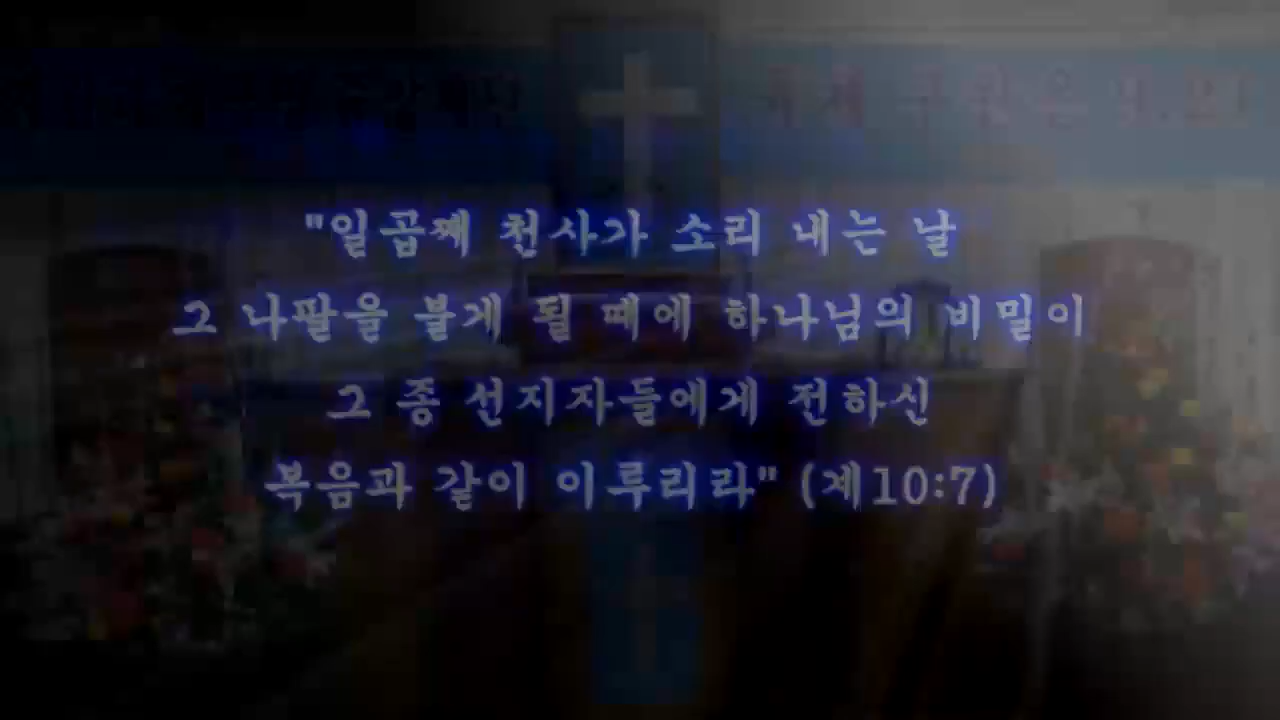 "일곱째 천사가 소리 내는 날
그 나팔을 불게 될 때에 하나님의 비밀이
그 종 선지자들에게 전하신
복음과 같이 이루리라" (계10:7)